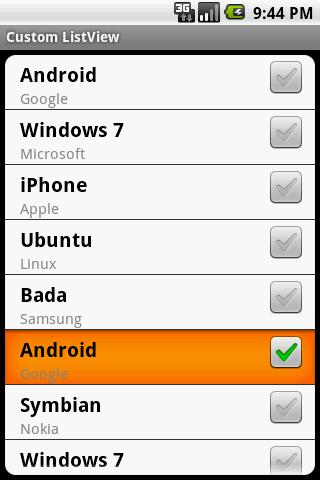 3G 9:44 PM
Custom ListView
Android
Google
Windows 7
Microsoft
iPhone
Apple
Ubuntu
Linux
Bada
Samsung
Android
Google
Symbian
Nokia
Windows 7